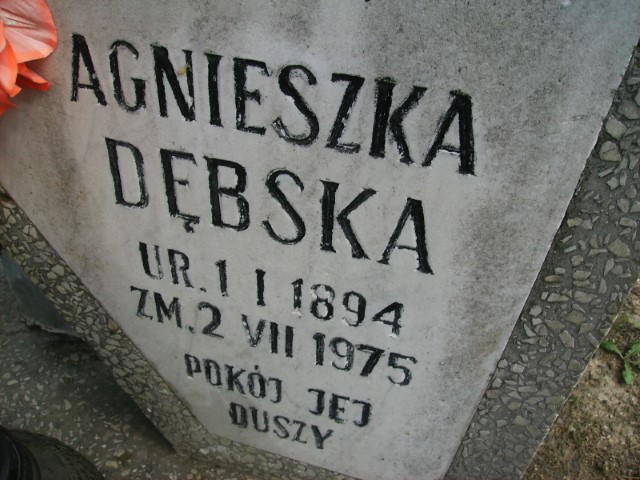 AGNIESZKA
DĘBSKA
UR. 1 I 1894
ZM. 2 VII 1975
POKÓJ JEJ
DUSZY